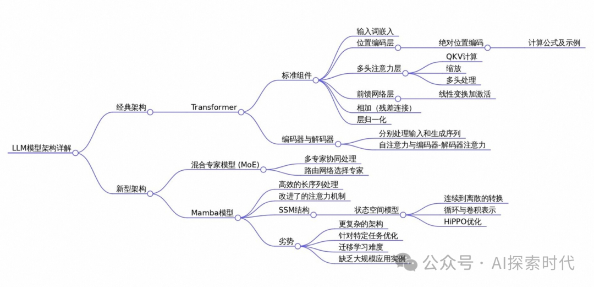 LLM模型架构详解
经典架构
Transformer
标准组件
输入词嵌入
位置编码层
绝对位置编码
计算公式及示例
多头注意力层
QKV计算
缩放
多头处理
前馈网络层
线性变换加激活
相加（残差连接）
层归一化
编码器与解码器
分别处理输入和生成序列
自注意力与编码器-解码器注意力
新型架构
混合专家模型 (MoE)
多专家协同处理
路由网络选择专家
Mamba模型
高效的长序列处理
改进了的注意力机制
SSM结构
状态空间模型
连续到离散的转换
循环与卷积表示
HiPPO优化
劣势
更复杂的架构
针对特定任务优化
迁移学习难度
缺乏大规模应用实例
公众号 · AI探索时代